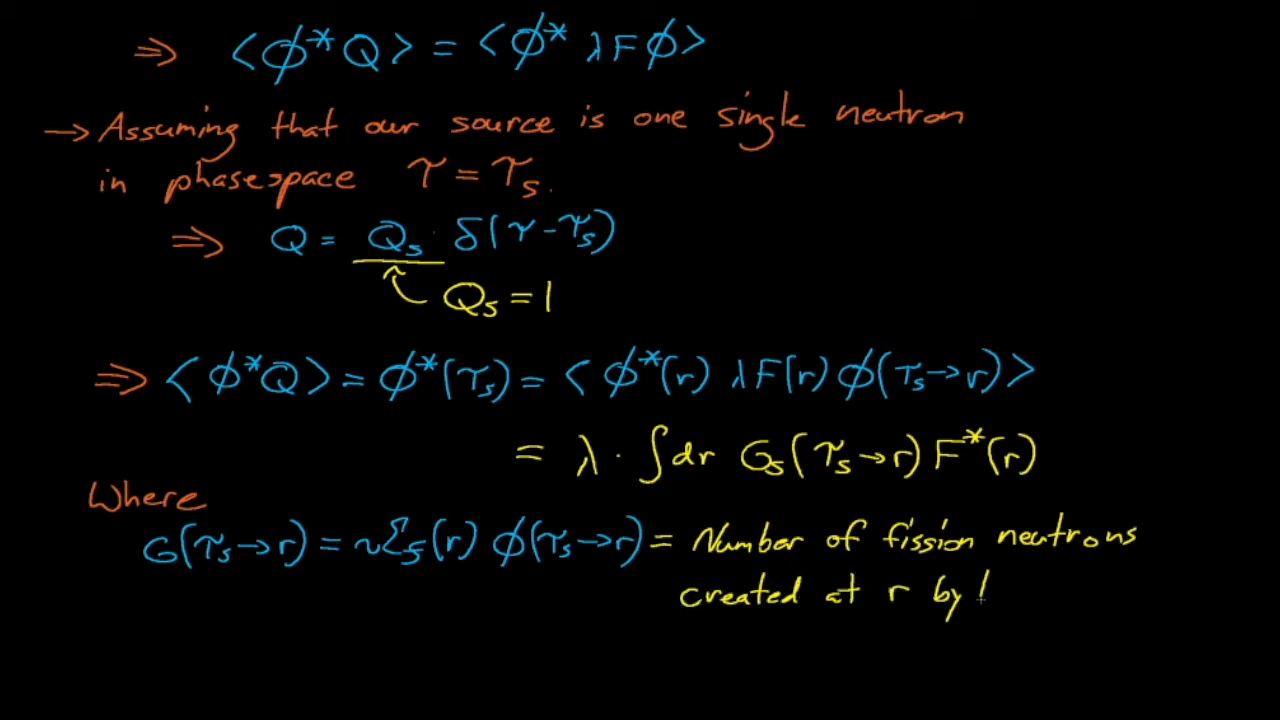 ⇒ <ϕ*Q> = <ϕ* λFϕ>
→ Assuming that our source is one single neutron
in phasespace τ = τs.
⇒ Q = Qs · δ(τ-τs)
Qs = 1
⇒ <ϕ*Q> = ϕ*(τs) = <ϕ*(r) λF(r) ϕ(τs→r)>
= λ · ∫dr Gs(τs→r) F*(r)
Where
G(τs→r) = νΣf(r) ϕ(τs→r) = Number of fission neutrons
created at r by